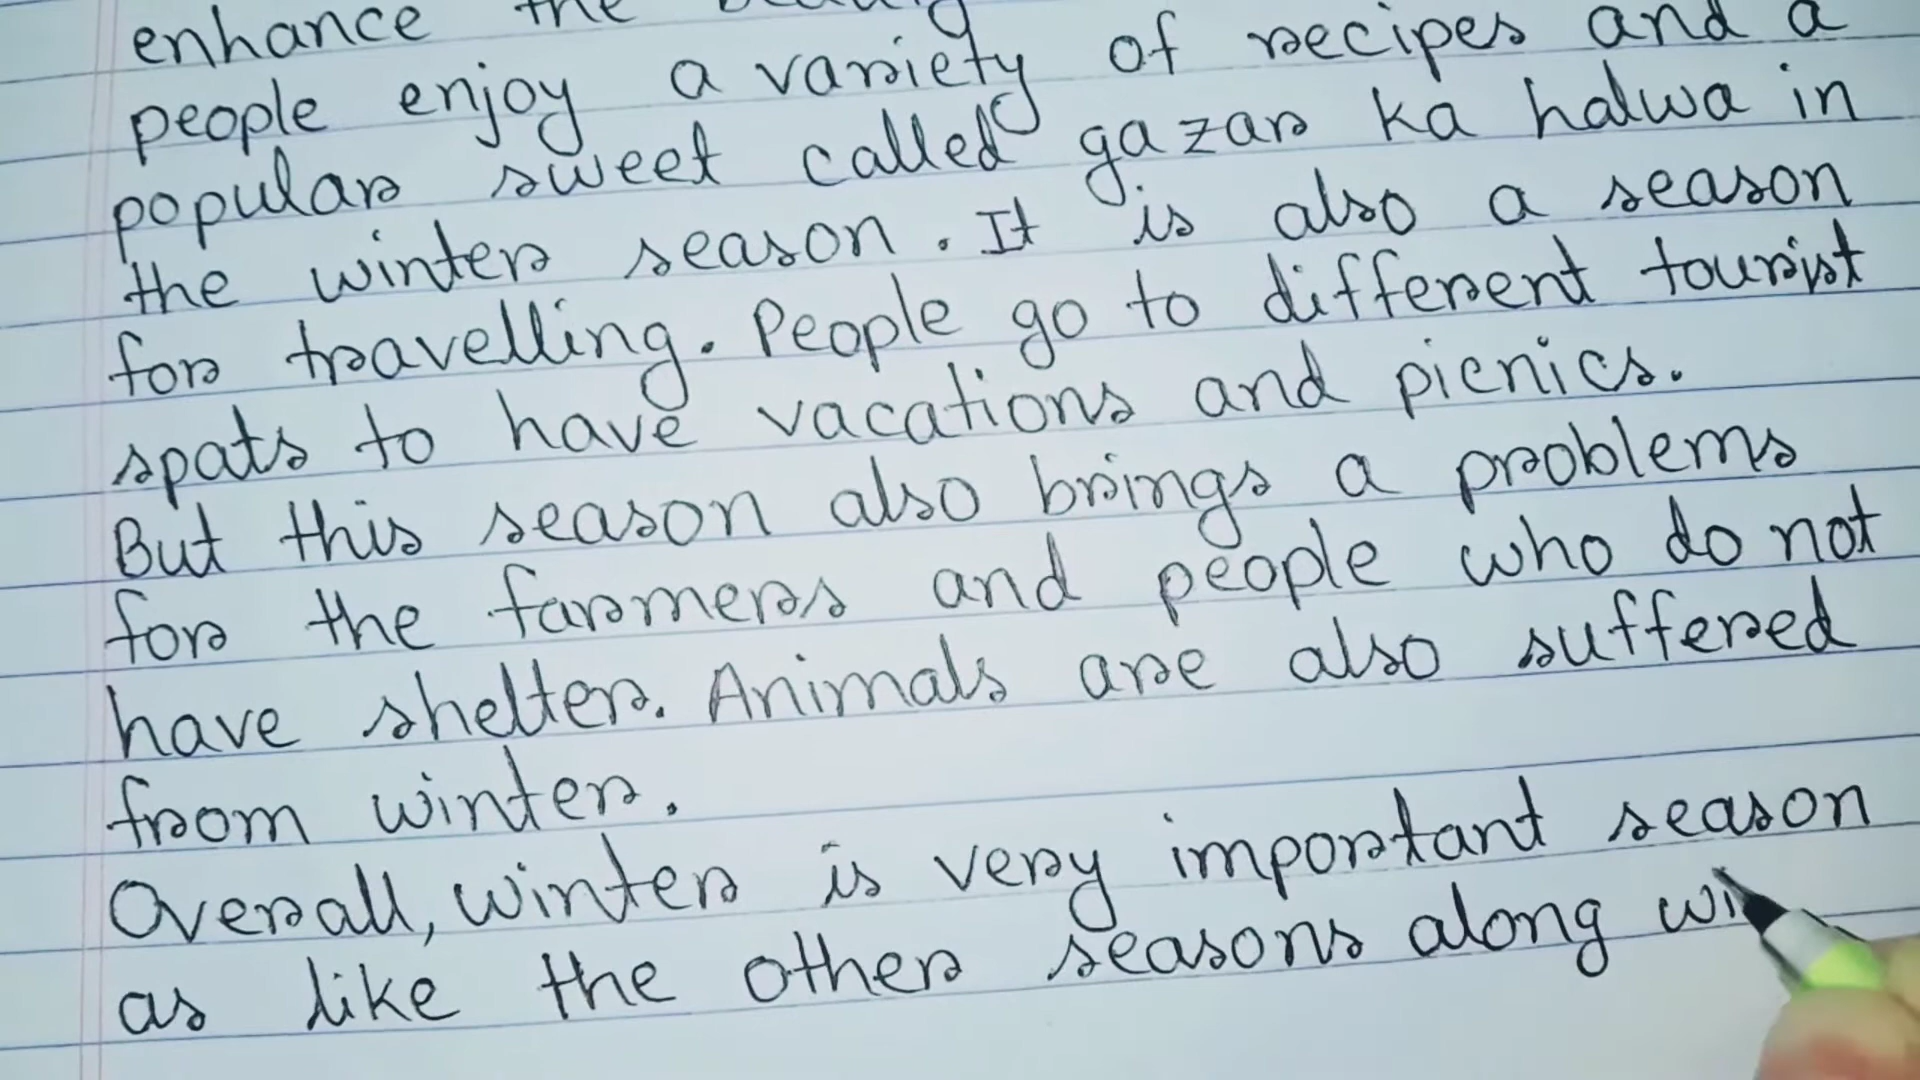 enhance the
people enjoy a variety of recipes and a
popular sweet called gazar ka halwa in
the winter season. It is also a season
for travelling. People go to different tourist
spats to have vacations and picnics.
But this season also brings a problems
for the farmers and people who do not
have shelter. Animals are also suffered
from winter.
Overall, winter is very important season
as like the other seasons along wi